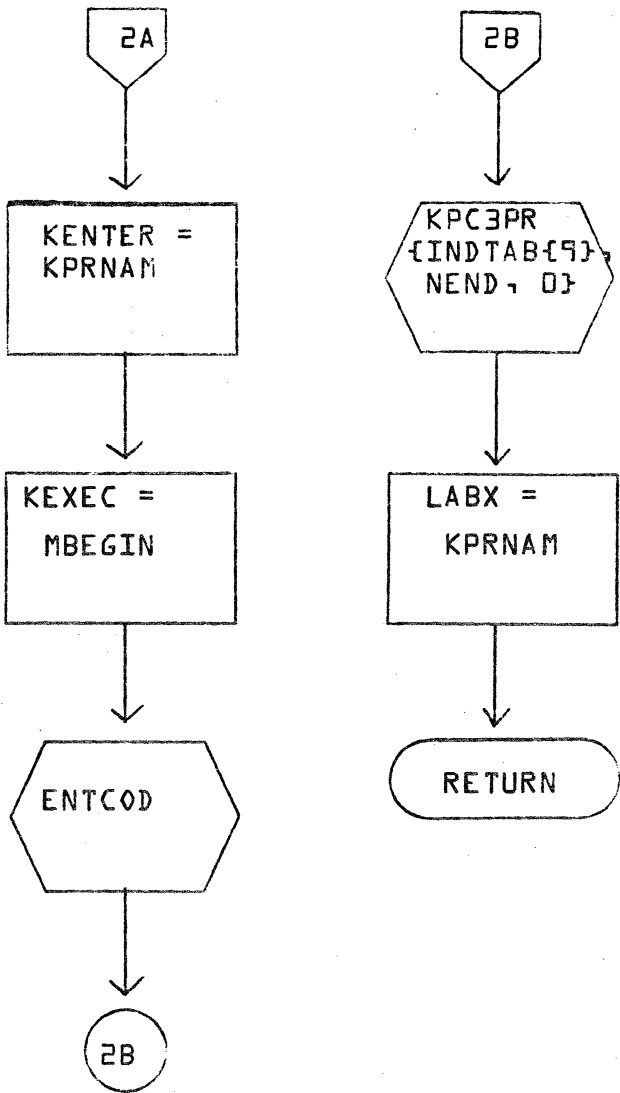 2A
KENTER =
KPRNAM
KEXEC =
MBEGIN
ENTCOD
2B
2B
KPC3PR
{INDTAB{9},
NEND, 0}
LABX =
KPRNAM
RETURN